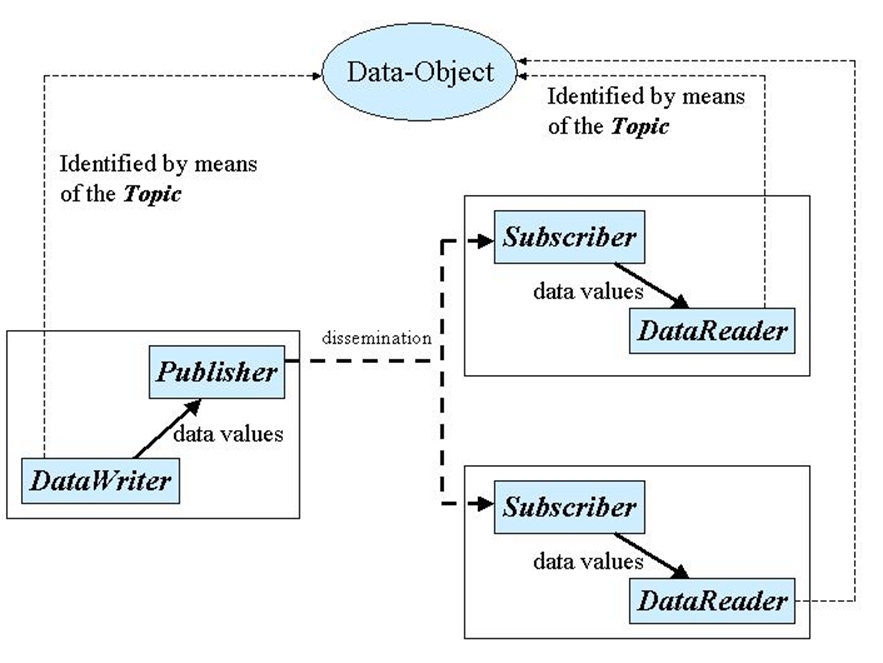 Data-Object
Identified by means
of the Topic
Identified by means
of the Topic
Subscriber
data values
DataReader
dissemination
Publisher
data values
DataWriter
Subscriber
data values
DataReader